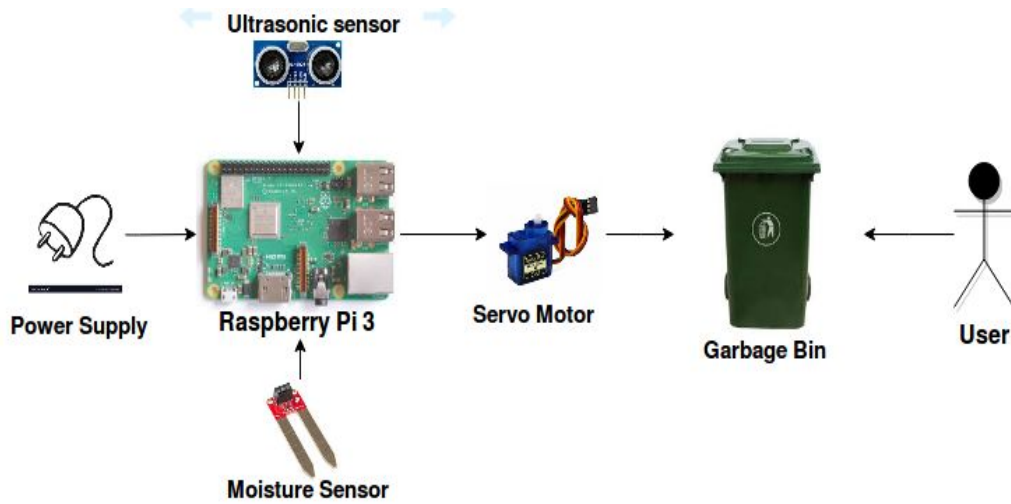 Ultrasonic sensor
Power Supply
Raspberry Pi 3
Servo Motor
Garbage Bin
User
Moisture Sensor